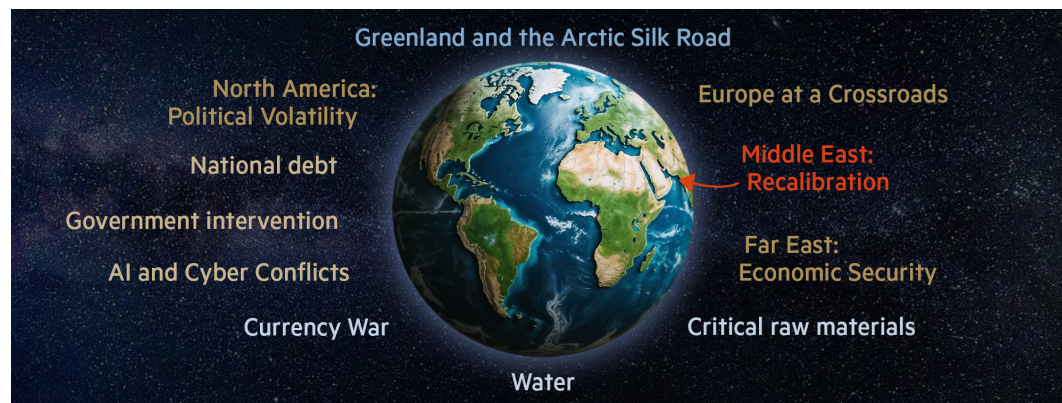 Greenland and the Arctic Silk Road
North America:
Political Volatility
National debt
Government intervention
AI and Cyber Conflicts
Currency War
Europe at a Crossroads
Middle East:
Recalibration
Far East:
Economic Security
Critical raw materials
Water